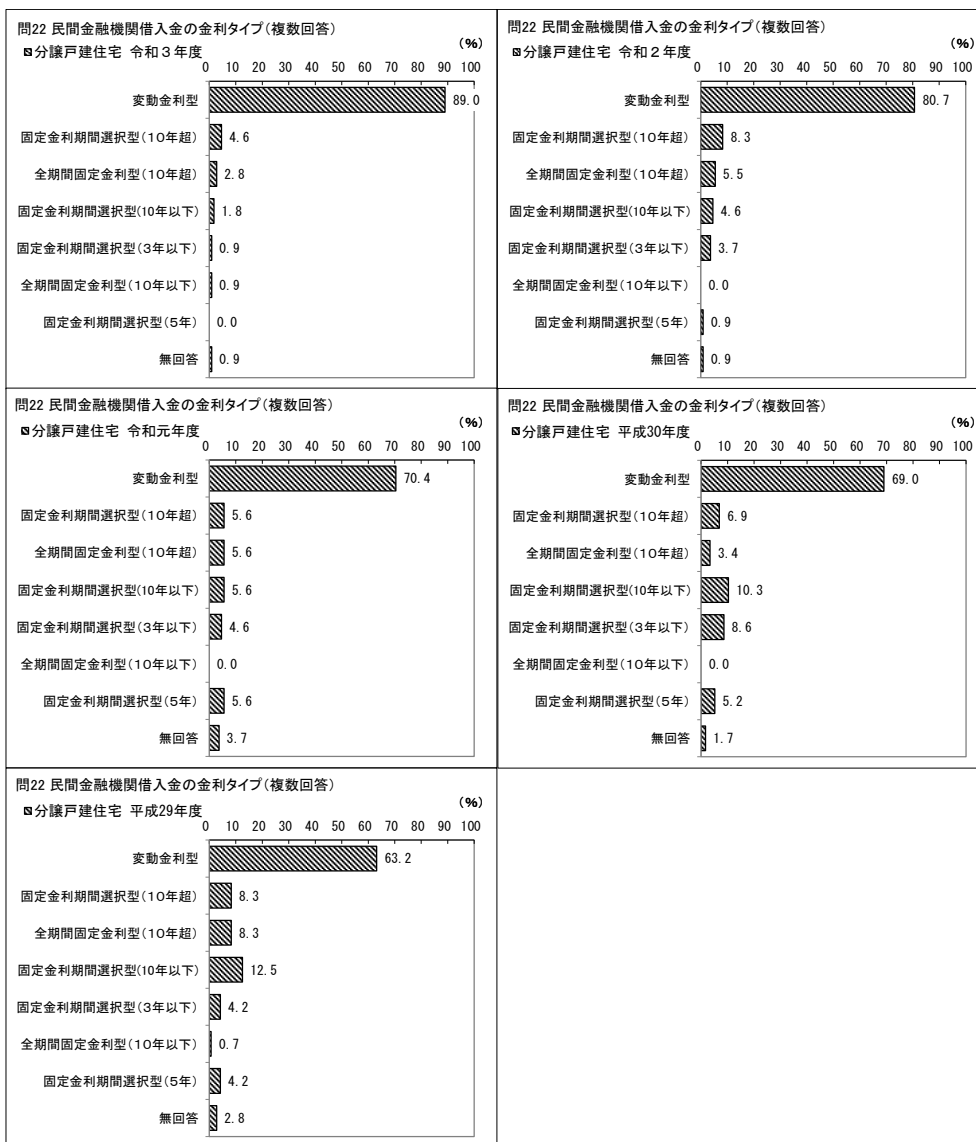 問22 民間金融機関借入金の金利タイプ(複数回答)
(%)
分譲戸建住宅 令和3年度
0 10 20 30 40 50 60 70 80 90 100
変動金利型 89.0
固定金利期間選択型(10年超) 4.6
全期間固定金利型(10年超) 2.8
固定金利期間選択型(10年以下) 1.8
固定金利期間選択型(3年以下) 0.9
全期間固定金利型(10年以下) 0.9
固定金利期間選択型(5年) 0.0
無回答 0.9
問22 民間金融機関借入金の金利タイプ(複数回答)
(%)
分譲戸建住宅 令和2年度
0 10 20 30 40 50 60 70 80 90 100
変動金利型 80.7
固定金利期間選択型(10年超) 8.3
全期間固定金利型(10年超) 5.5
固定金利期間選択型(10年以下) 4.6
固定金利期間選択型(3年以下) 3.7
全期間固定金利型(10年以下) 0.0
固定金利期間選択型(5年) 0.9
無回答 0.9
問22 民間金融機関借入金の金利タイプ(複数回答)
(%)
分譲戸建住宅 令和元年度
0 10 20 30 40 50 60 70 80 90 100
変動金利型 70.4
固定金利期間選択型(10年超) 5.6
全期間固定金利型(10年超) 5.6
固定金利期間選択型(10年以下) 5.6
固定金利期間選択型(3年以下) 4.6
全期間固定金利型(10年以下) 0.0
固定金利期間選択型(5年) 5.6
無回答 3.7
問22 民間金融機関借入金の金利タイプ(複数回答)
(%)
分譲戸建住宅 平成30年度
0 10 20 30 40 50 60 70 80 90 100
変動金利型 69.0
固定金利期間選択型(10年超) 6.9
全期間固定金利型(10年超) 3.4
固定金利期間選択型(10年以下) 10.3
固定金利期間選択型(3年以下) 8.6
全期間固定金利型(10年以下) 0.0
固定金利期間選択型(5年) 5.2
無回答 1.7
問22 民間金融機関借入金の金利タイプ(複数回答)
(%)
分譲戸建住宅 平成29年度
0 10 20 30 40 50 60 70 80 90 100
変動金利型 63.2
固定金利期間選択型(10年超) 8.3
全期間固定金利型(10年超) 8.3
固定金利期間選択型(10年以下) 12.5
固定金利期間選択型(3年以下) 4.2
全期間固定金利型(10年以下) 0.7
固定金利期間選択型(5年) 4.2
無回答 2.8